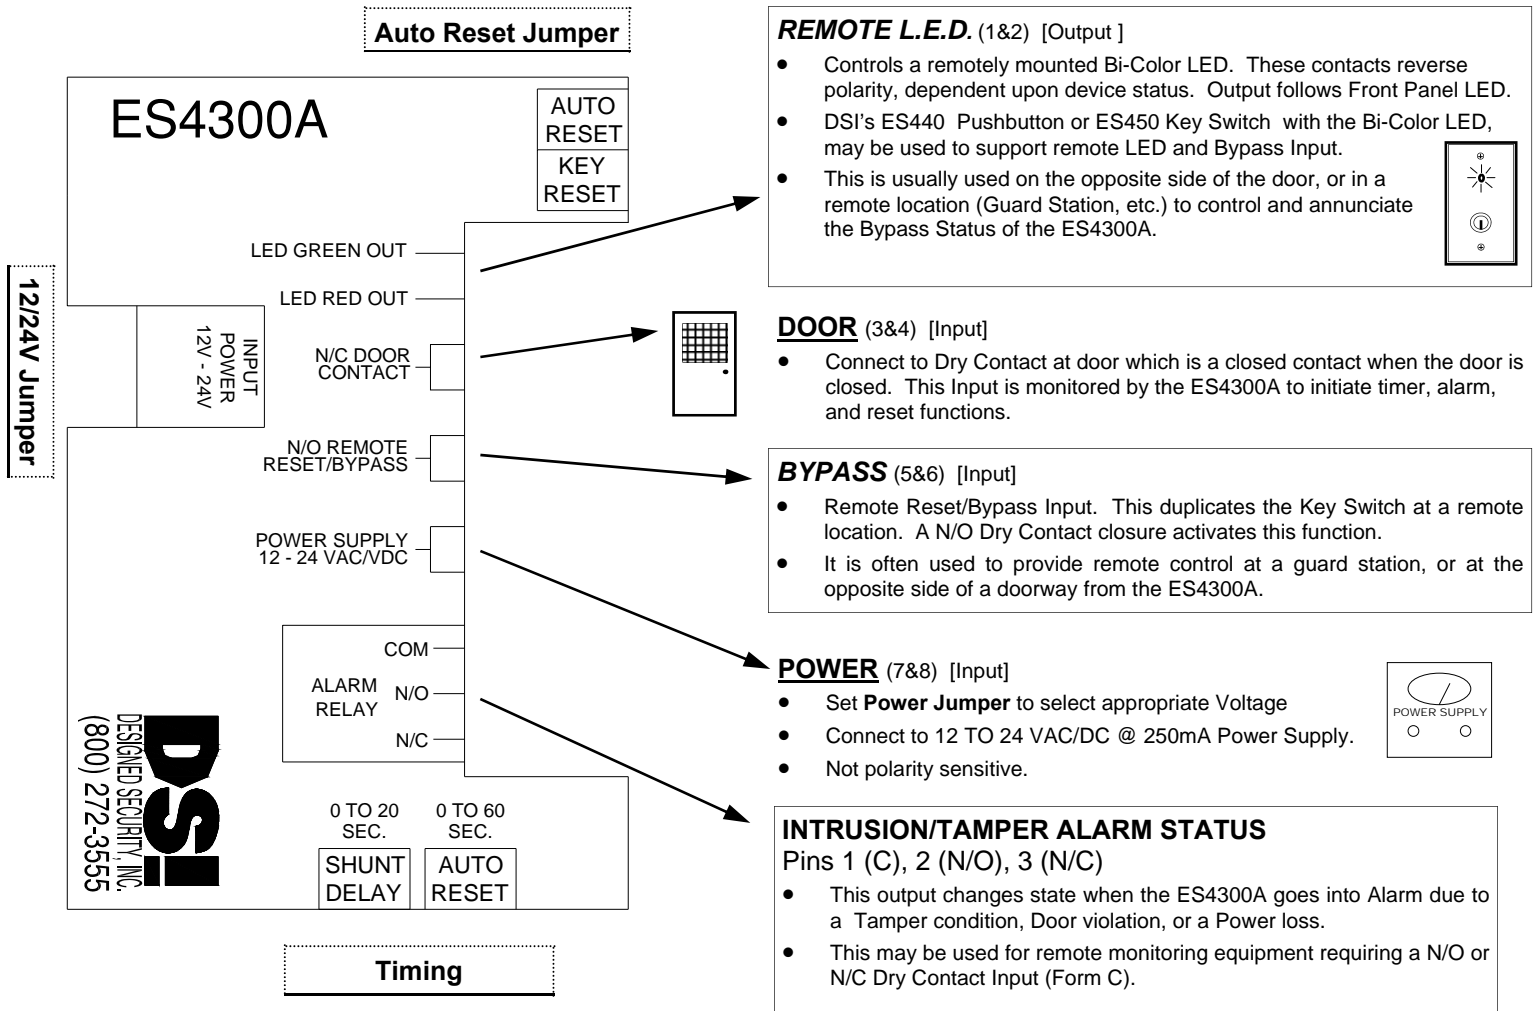 Auto Reset Jumper
ES4300A
AUTO
RESET
KEY
RESET
LED GREEN OUT
LED RED OUT
N/C DOOR
CONTACT
N/O REMOTE
RESET/BYPASS
POWER SUPPLY
12 - 24 VAC/VDC
COM
ALARM
RELAY
N/O
N/C
12/24V Jumper
INPUT
POWER
12V - 24V
DSI
DESIGNED SECURITY, INC.
(800) 272-3555
0 TO 20
SEC.
SHUNT
DELAY
0 TO 60
SEC.
AUTO
RESET
Timing
REMOTE L.E.D. (1&2) [Output ]
• Controls a remotely mounted Bi-Color LED. These contacts reverse
polarity, dependent upon device status. Output follows Front Panel LED.
• DSI's ES440 Pushbutton or ES450 Key Switch with the Bi-Color LED,
may be used to support remote LED and Bypass Input.
• This is usually used on the opposite side of the door, or in a
remote location (Guard Station, etc.) to control and annunciate
the Bypass Status of the ES4300A.
DOOR (3&4) [Input]
• Connect to Dry Contact at door which is a closed contact when the door is
closed. This Input is monitored by the ES4300A to initiate timer, alarm,
and reset functions.
BYPASS (5&6) [Input]
• Remote Reset/Bypass Input. This duplicates the Key Switch at a remote
location. A N/O Dry Contact closure activates this function.
• It is often used to provide remote control at a guard station, or at the
opposite side of a doorway from the ES4300A.
POWER (7&8) [Input]
• Set Power Jumper to select appropriate Voltage
• Connect to 12 TO 24 VAC/DC @ 250mA Power Supply.
• Not polarity sensitive.
POWER SUPPLY
INTRUSION/TAMPER ALARM STATUS
Pins 1 (C), 2 (N/O), 3 (N/C)
• This output changes state when the ES4300A goes into Alarm due to
a Tamper condition, Door violation, or a Power loss.
• This may be used for remote monitoring equipment requiring a N/O or
N/C Dry Contact Input (Form C).